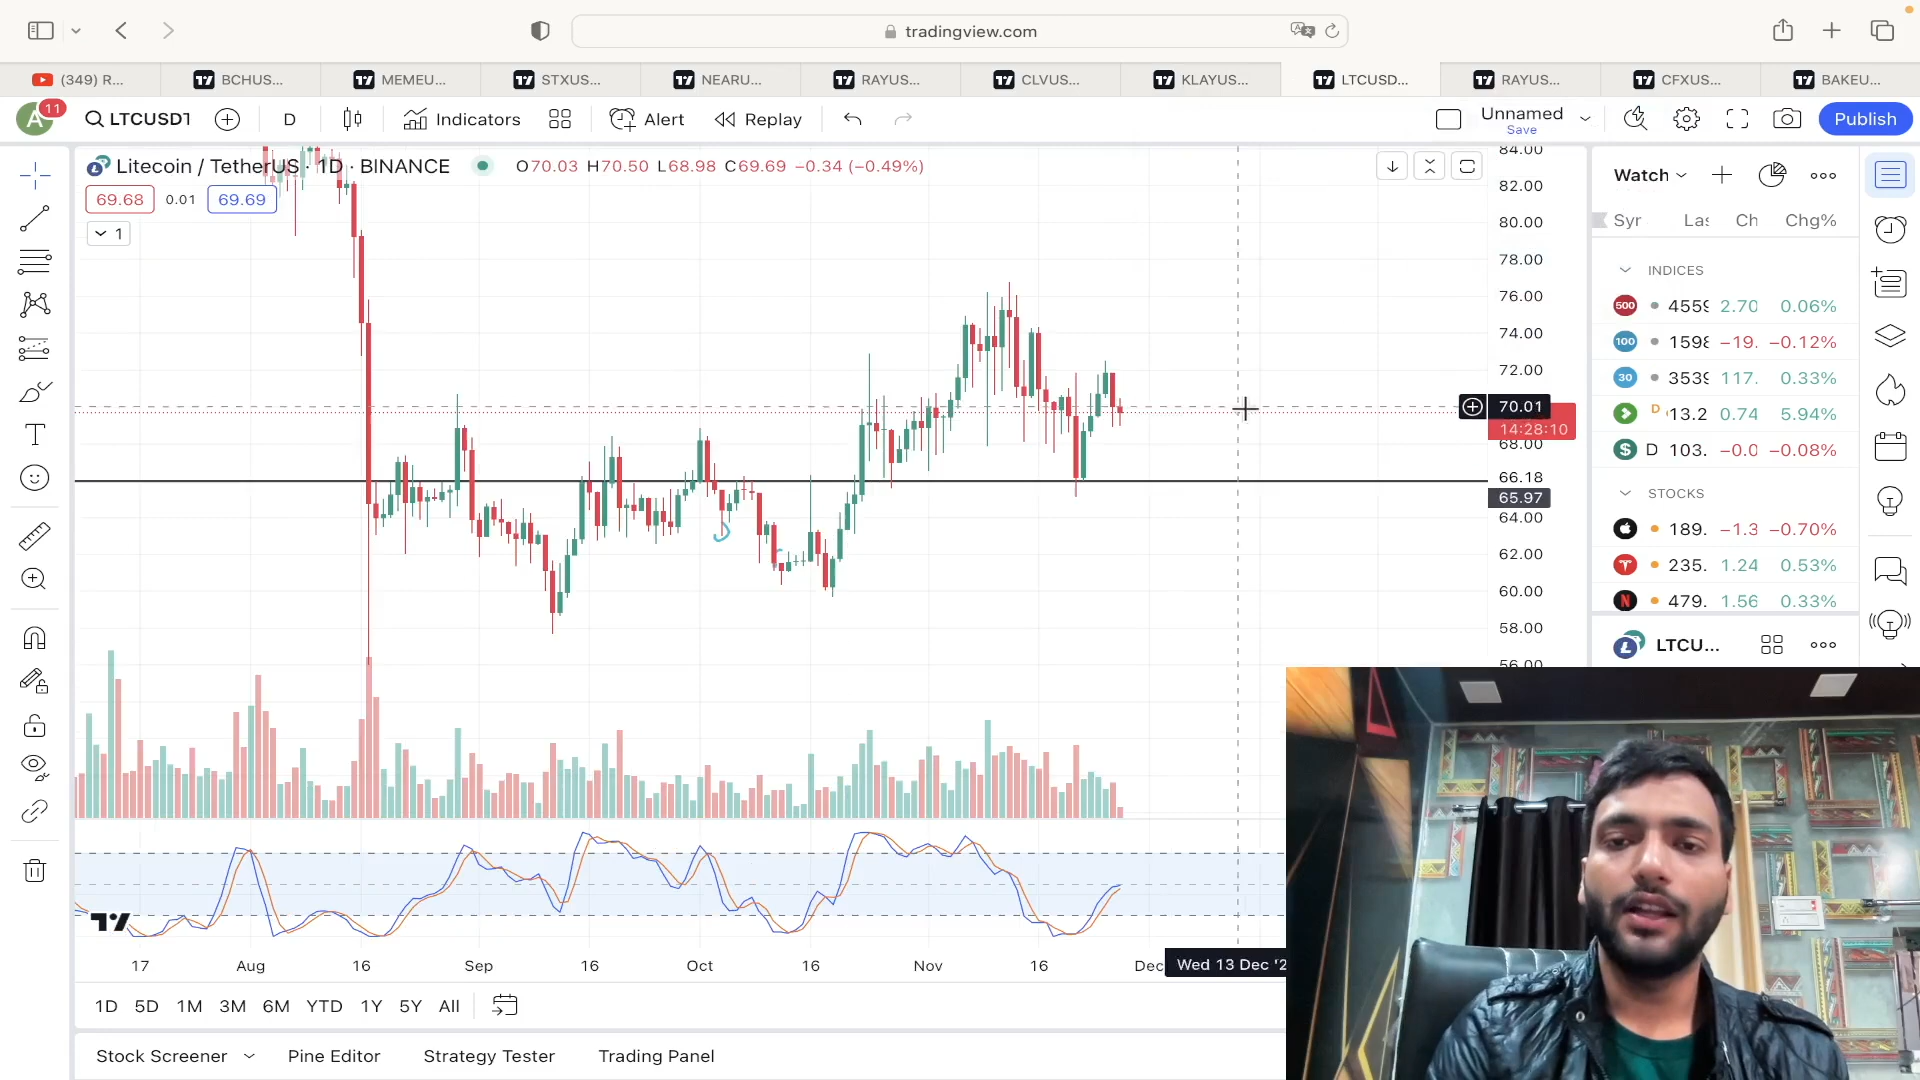 tradingview.com
(349) R...
BCHUS...
MEMEU...
STXUS...
NEARU...
RAYUS...
CLVUS...
KLAYUS...
LTCUSD...
RAYUS...
CFXUS...
BAKEU...
A 11
LTCUSDT
D
Indicators
Alert
Replay
Unnamed
Save
Publish
Litecoin / TetherUS · 1D · BINANCE
O70.03 H70.50 L68.98 C69.69 −0.34 (−0.49%)
69.68 0.01 69.69
1
84.00
82.00
80.00
78.00
76.00
74.00
72.00
70.01
14:28:10
68.00
66.18
65.97
64.00
62.00
60.00
58.00
56.00
Watch
Syr Las Ch Chg%
INDICES
500 4559 2.70 0.06%
100 1598 −19. −0.12%
30 3539 117. 0.33%
D 13.2 0.74 5.94%
$ D 103. −0.0 −0.08%
STOCKS
189. −1.3 −0.70%
235. 1.24 0.53%
N 479. 1.56 0.33%
LTCU...
17 Aug 16 Sep 16 Oct 16 Nov 16 Dec
Wed 13 Dec '2
1D 5D 1M 3M 6M YTD 1Y 5Y All
Stock Screener Pine Editor Strategy Tester Trading Panel